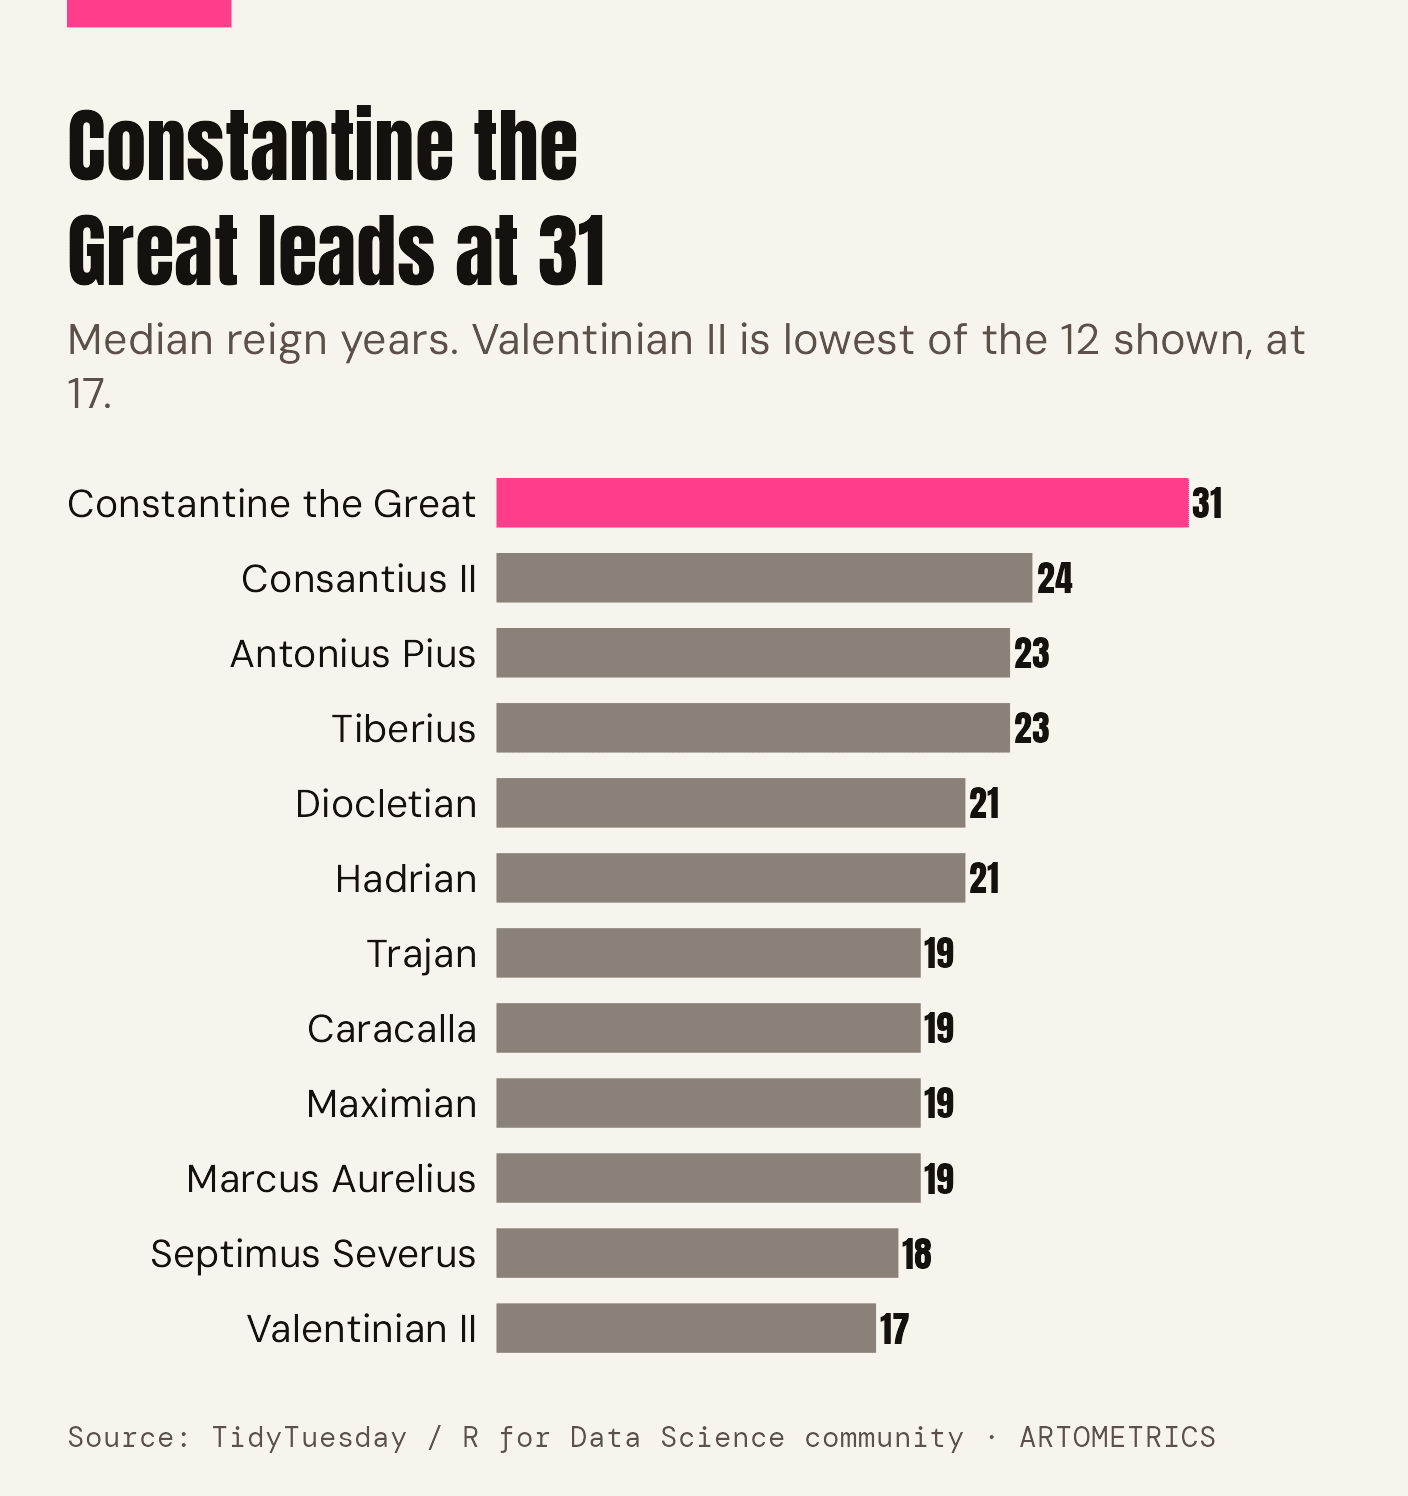 Constantine the
Great leads at 31
Median reign years. Valentinian II is lowest of the 12 shown, at
17.
Constantine the Great 31
Consantius II 24
Antonius Pius 23
Tiberius 23
Diocletian 21
Hadrian 21
Trajan 19
Caracalla 19
Maximian 19
Marcus Aurelius 19
Septimus Severus 18
Valentinian II 17
Source: TidyTuesday / R for Data Science community · ARTOMETRICS